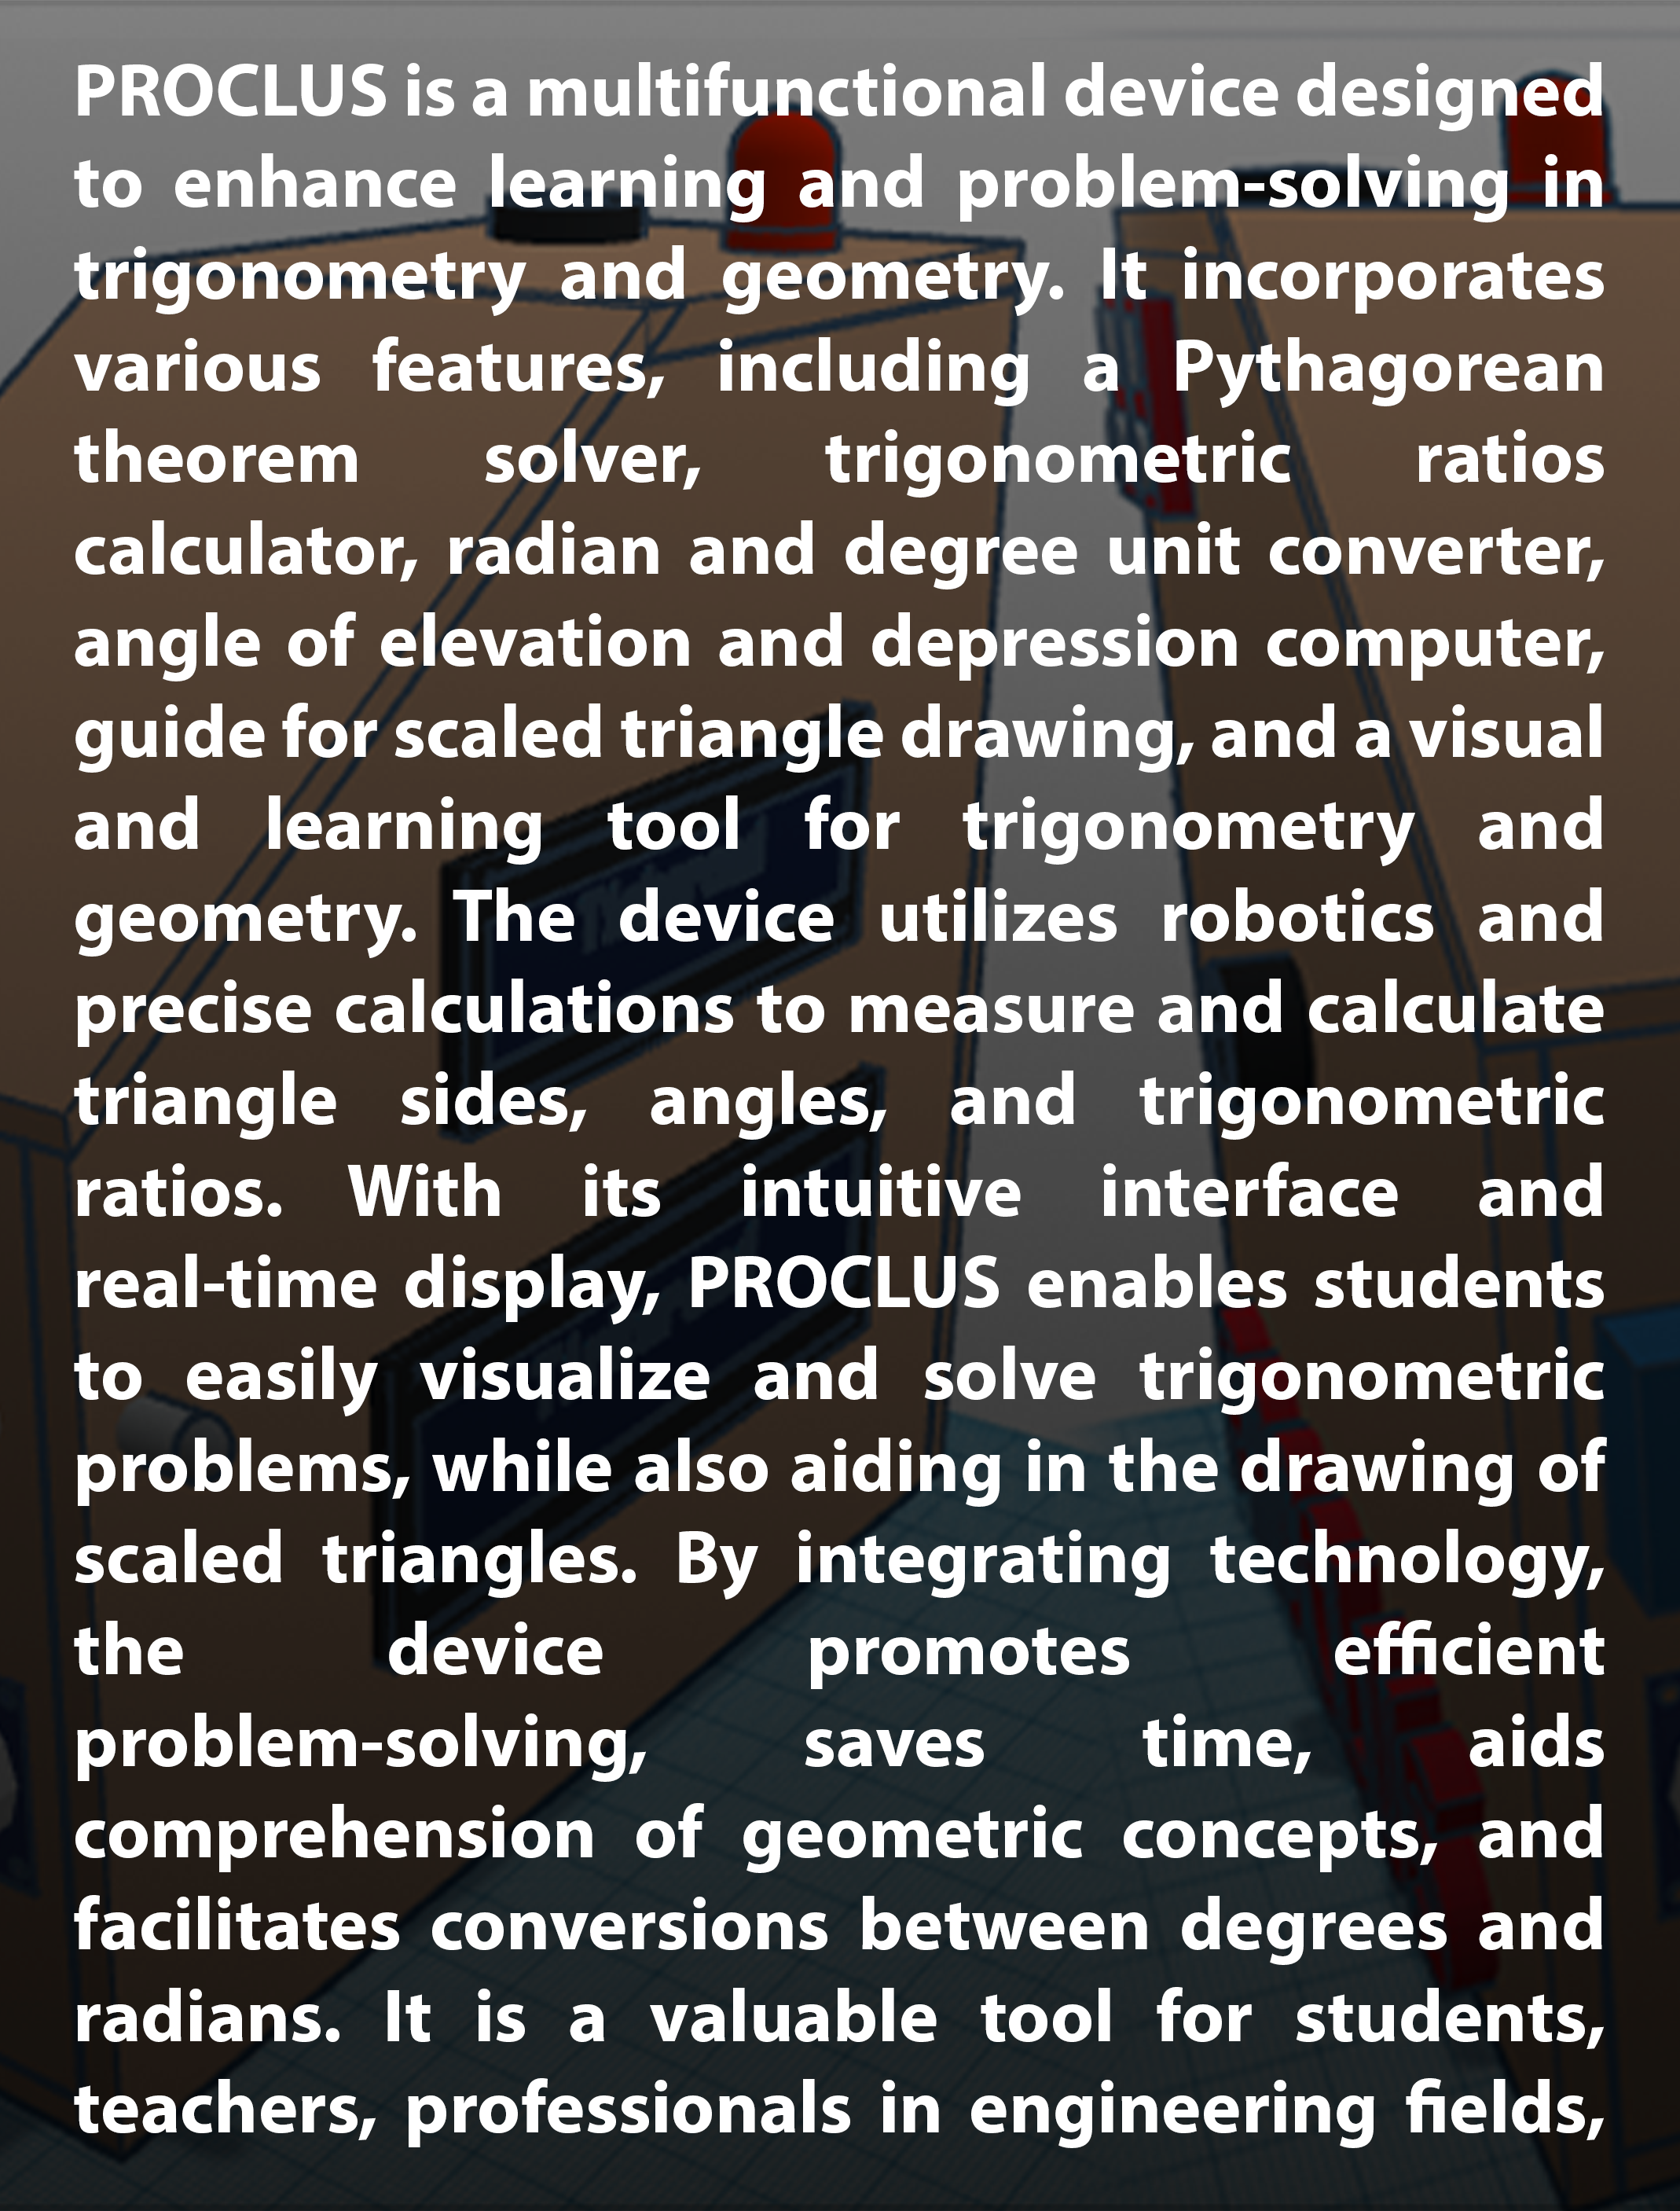 PROCLUS is a multifunctional device designed
to enhance learning and problem-solving in
trigonometry and geometry. It incorporates
various features, including a Pythagorean
theorem solver, trigonometric ratios
calculator, radian and degree unit converter,
angle of elevation and depression computer,
guide for scaled triangle drawing, and a visual
and learning tool for trigonometry and
geometry. The device utilizes robotics and
precise calculations to measure and calculate
triangle sides, angles, and trigonometric
ratios. With its intuitive interface and
real-time display, PROCLUS enables students
to easily visualize and solve trigonometric
problems, while also aiding in the drawing of
scaled triangles. By integrating technology,
the device promotes efficient
problem-solving, saves time, aids
comprehension of geometric concepts, and
facilitates conversions between degrees and
radians. It is a valuable tool for students,
teachers, professionals in engineering fields,